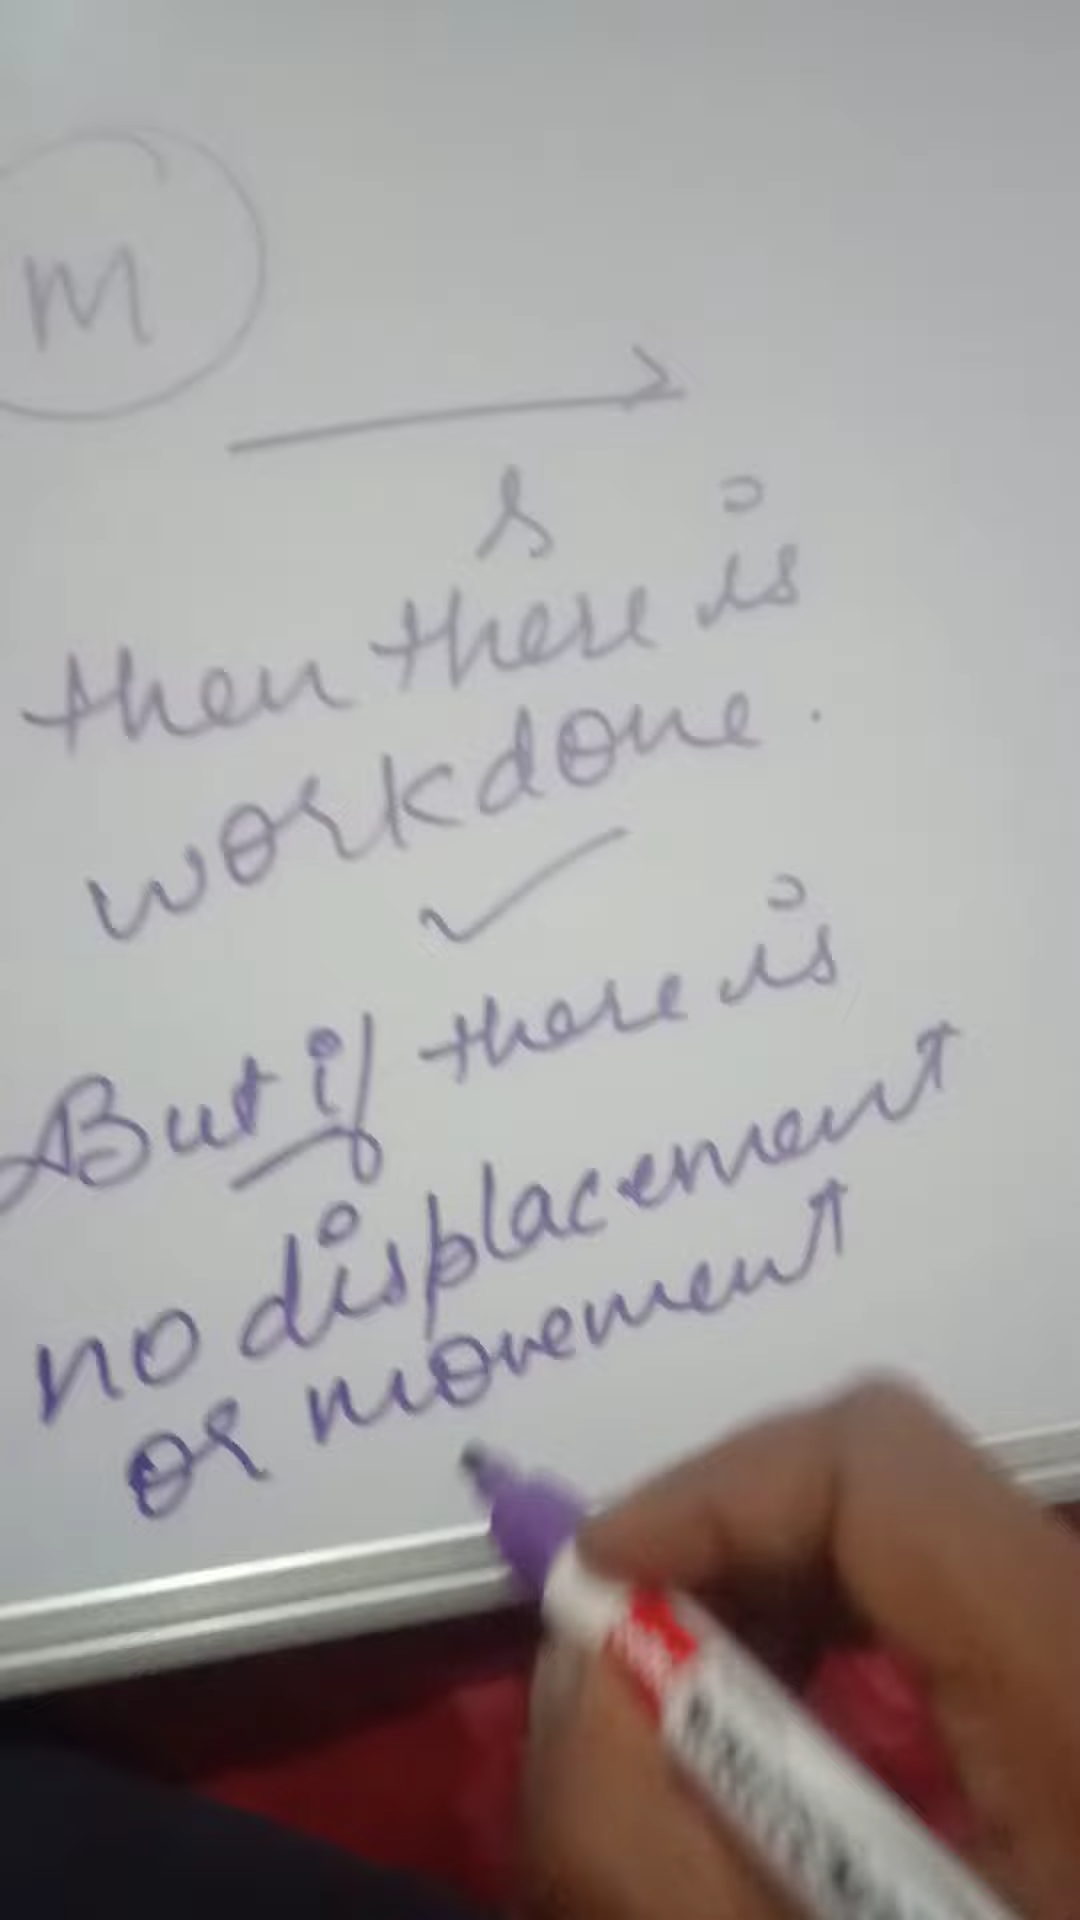 M
s
then there is
workdone.
But if there is
no displacement
or movement